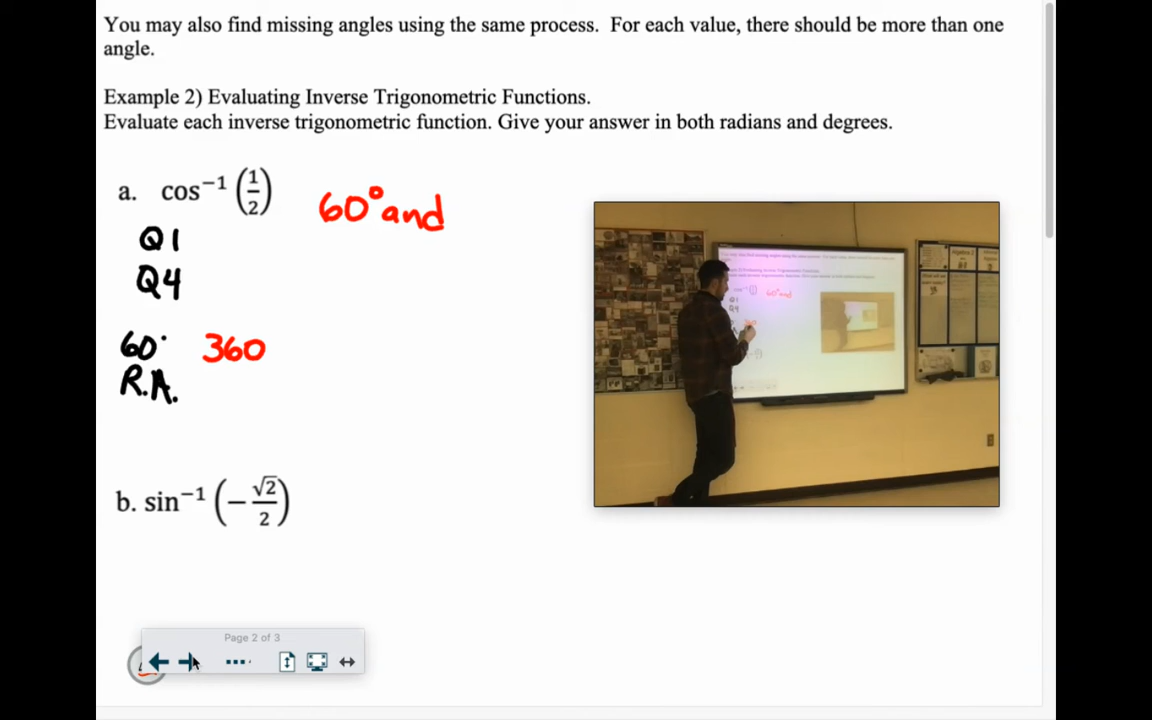 You may also find missing angles using the same process. For each value, there should be more than one
angle.
Example 2) Evaluating Inverse Trigonometric Functions.
Evaluate each inverse trigonometric function. Give your answer in both radians and degrees.
a. cos⁻¹ (1/2) 60° and
Q1
Q4
60° 360
R.A.
b. sin⁻¹ (−√2/2)
Page 2 of 3